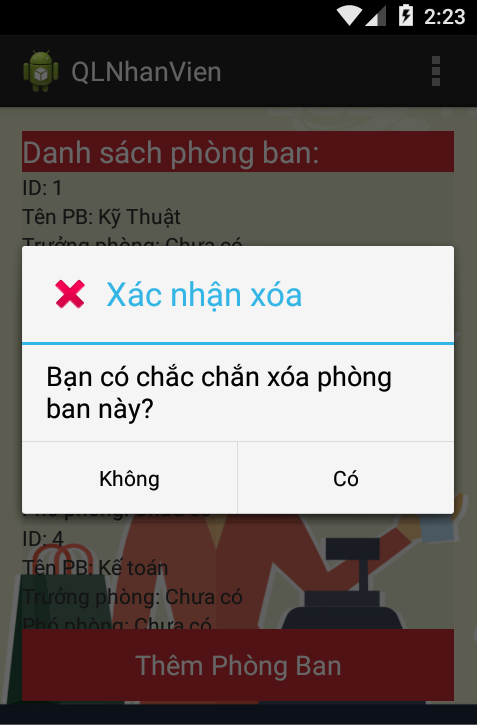 2:23
QLNhanVien
Danh sách phòng ban:
ID: 1
Tên PB: Kỹ Thuật
Trưởng phòng: Chưa có
Xác nhận xóa
Bạn có chắc chắn xóa phòng
ban này?
Không
Có
Phó phòng: Chưa có
ID: 4
Tên PB: Kế toán
Trưởng phòng: Chưa có
Phó phòng: Chưa có
Thêm Phòng Ban